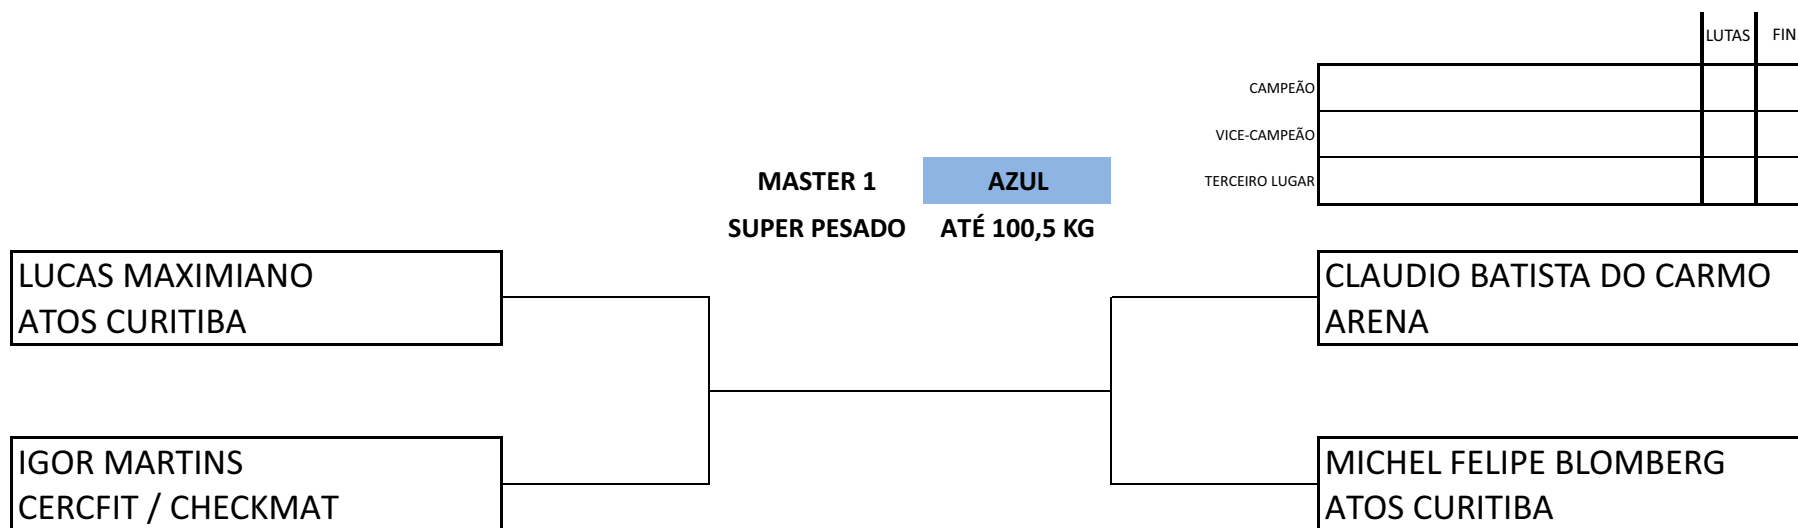 LUTAS FIN
CAMPEÃO
VICE-CAMPEÃO
TERCEIRO LUGAR
MASTER 1 AZUL
SUPER PESADO ATÉ 100,5 KG
LUCAS MAXIMIANO
ATOS CURITIBA
CLAUDIO BATISTA DO CARMO
ARENA
IGOR MARTINS
CERCFIT / CHECKMAT
MICHEL FELIPE BLOMBERG
ATOS CURITIBA